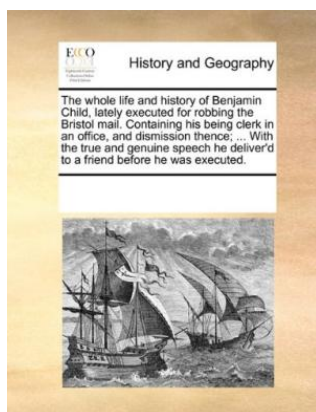 ECCO
History and Geography
The whole life and history of Benjamin
Child, lately executed for robbing the
Bristol mail. Containing his being clerk in
an office, and dismission thence; ... With
the true and genuine speech he deliver'd
to a friend before he was executed.